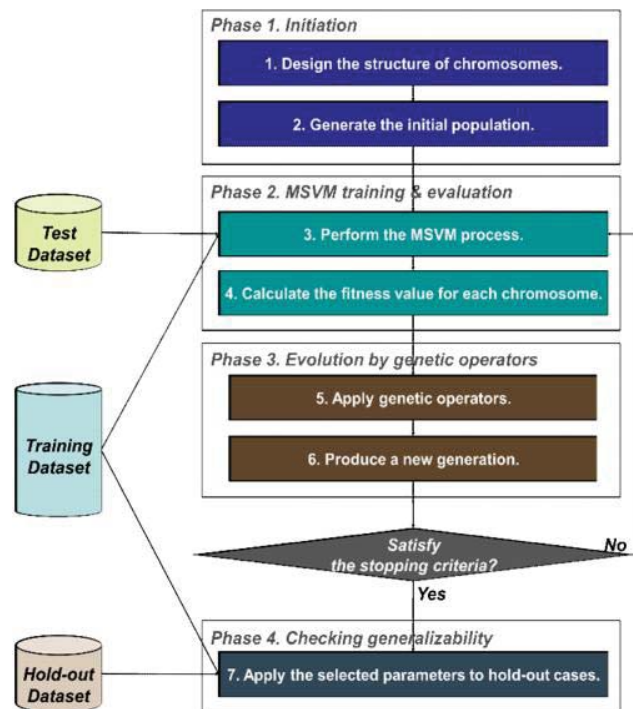 Phase 1. Initiation
1. Design the structure of chromosomes.
2. Generate the initial population.
Phase 2. MSVM training & evaluation
Test
Dataset
3. Perform the MSVM process.
4. Calculate the fitness value for each chromosome.
Phase 3. Evolution by genetic operators
5. Apply genetic operators.
Training
Dataset
6. Produce a new generation.
Satisfy
the stopping criteria?
No
Yes
Phase 4. Checking generalizability
Hold-out
Dataset
7. Apply the selected parameters to hold-out cases.